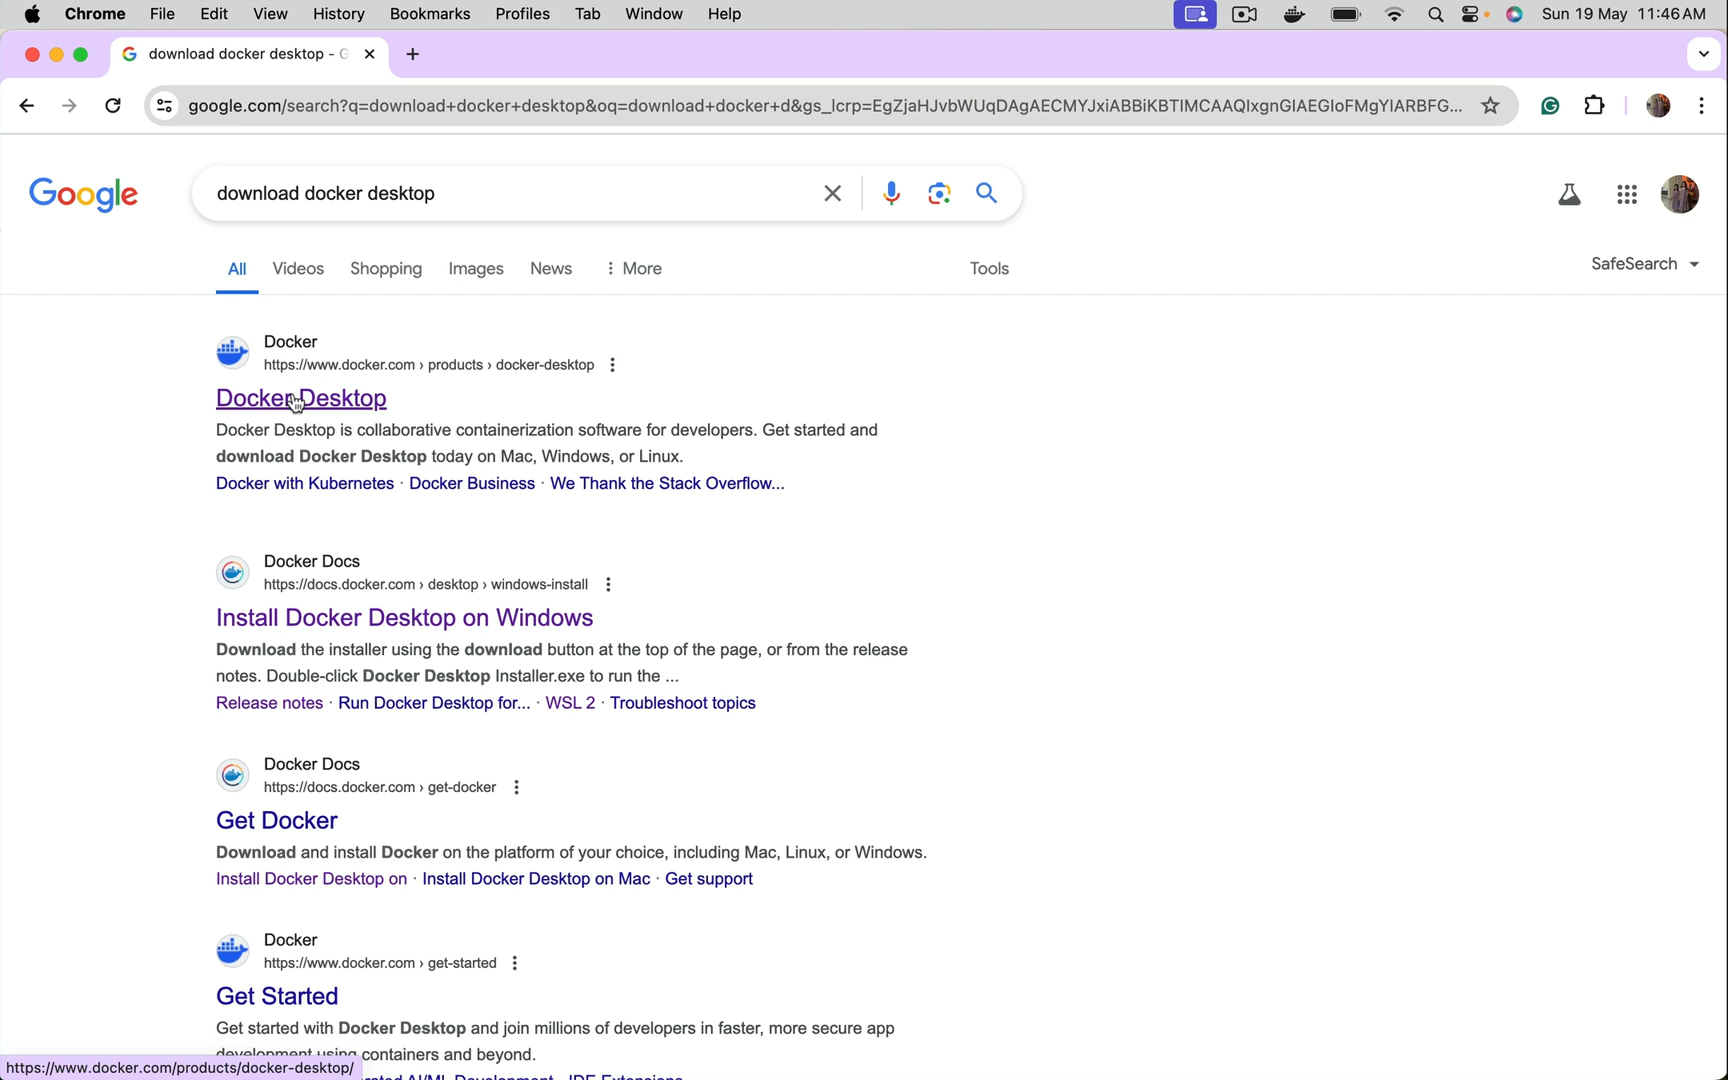 Chrome File Edit View History Bookmarks Profiles Tab Window Help Sun 19 May 11:46 AM
download docker desktop - G
google.com/search?q=download+docker+desktop&oq=download+docker+d&gs_lcrp=EgZjaHJvbWUqDAgAECMYJxiABBiKBTIMCAAQIxgnGIAEGIoFMgYIARBFG...
Google download docker desktop
All Videos Shopping Images News More Tools SafeSearch
Docker
https://www.docker.com › products › docker-desktop
Docker Desktop
Docker Desktop is collaborative containerization software for developers. Get started and
download Docker Desktop today on Mac, Windows, or Linux.
Docker with Kubernetes · Docker Business · We Thank the Stack Overflow...
Docker Docs
https://docs.docker.com › desktop › windows-install
Install Docker Desktop on Windows
Download the installer using the download button at the top of the page, or from the release
notes. Double-click Docker Desktop Installer.exe to run the ...
Release notes · Run Docker Desktop for... · WSL 2 · Troubleshoot topics
Docker Docs
https://docs.docker.com › get-docker
Get Docker
Download and install Docker on the platform of your choice, including Mac, Linux, or Windows.
Install Docker Desktop on · Install Docker Desktop on Mac · Get support
Docker
https://www.docker.com › get-started
Get Started
Get started with Docker Desktop and join millions of developers in faster, more secure app
development using containers and beyond.
https://www.docker.com/products/docker-desktop/ AI/ML Development · IDE Extensions